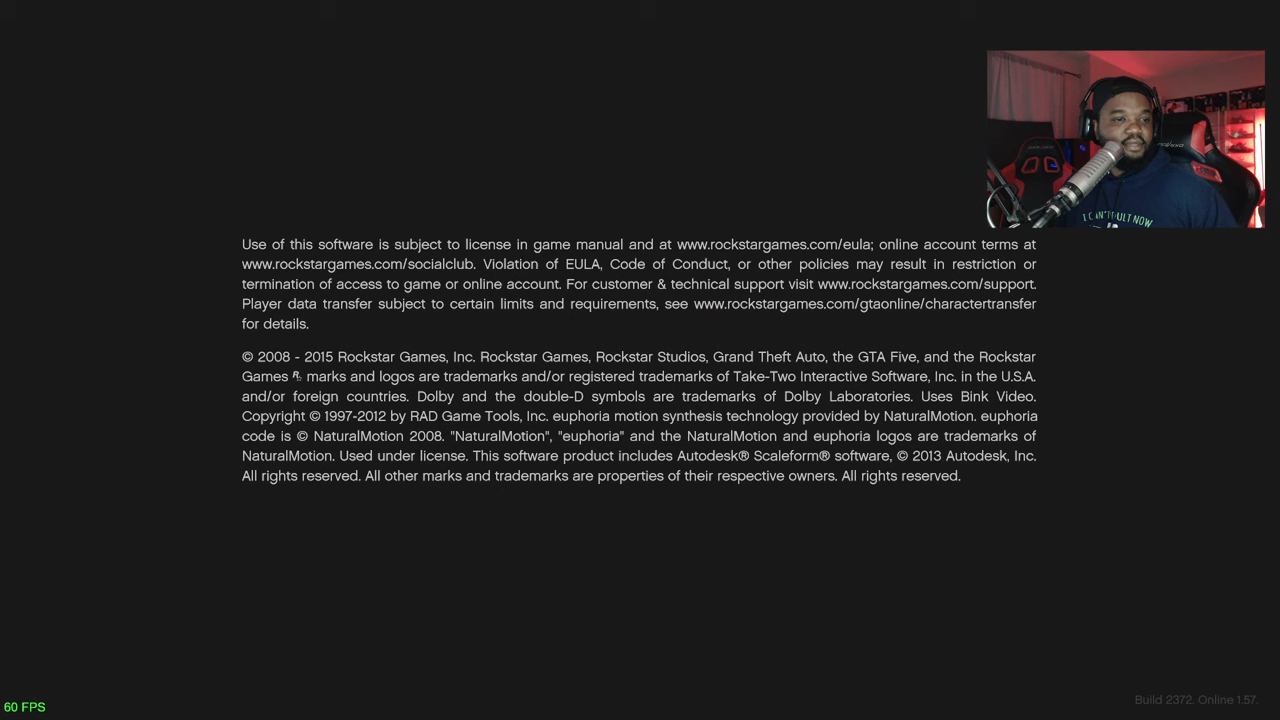 I CAN'T
ULT NOW
Use of this software is subject to license in game manual and at www.rockstargames.com/eula; online account terms at
www.rockstargames.com/socialclub. Violation of EULA, Code of Conduct, or other policies may result in restriction or
termination of access to game or online account. For customer & technical support visit www.rockstargames.com/support.
Player data transfer subject to certain limits and requirements, see www.rockstargames.com/gtaonline/charactertransfer
for details.
© 2008 - 2015 Rockstar Games, Inc. Rockstar Games, Rockstar Studios, Grand Theft Auto, the GTA Five, and the Rockstar
Games R* marks and logos are trademarks and/or registered trademarks of Take-Two Interactive Software, Inc. in the U.S.A.
and/or foreign countries. Dolby and the double-D symbols are trademarks of Dolby Laboratories. Uses Bink Video.
Copyright © 1997-2012 by RAD Game Tools, Inc. euphoria motion synthesis technology provided by NaturalMotion. euphoria
code is © NaturalMotion 2008. "NaturalMotion", "euphoria" and the NaturalMotion and euphoria logos are trademarks of
NaturalMotion. Used under license. This software product includes Autodesk® Scaleform® software, © 2013 Autodesk, Inc.
All rights reserved. All other marks and trademarks are properties of their respective owners. All rights reserved.
Build 2372. Online 1.57.
60 FPS